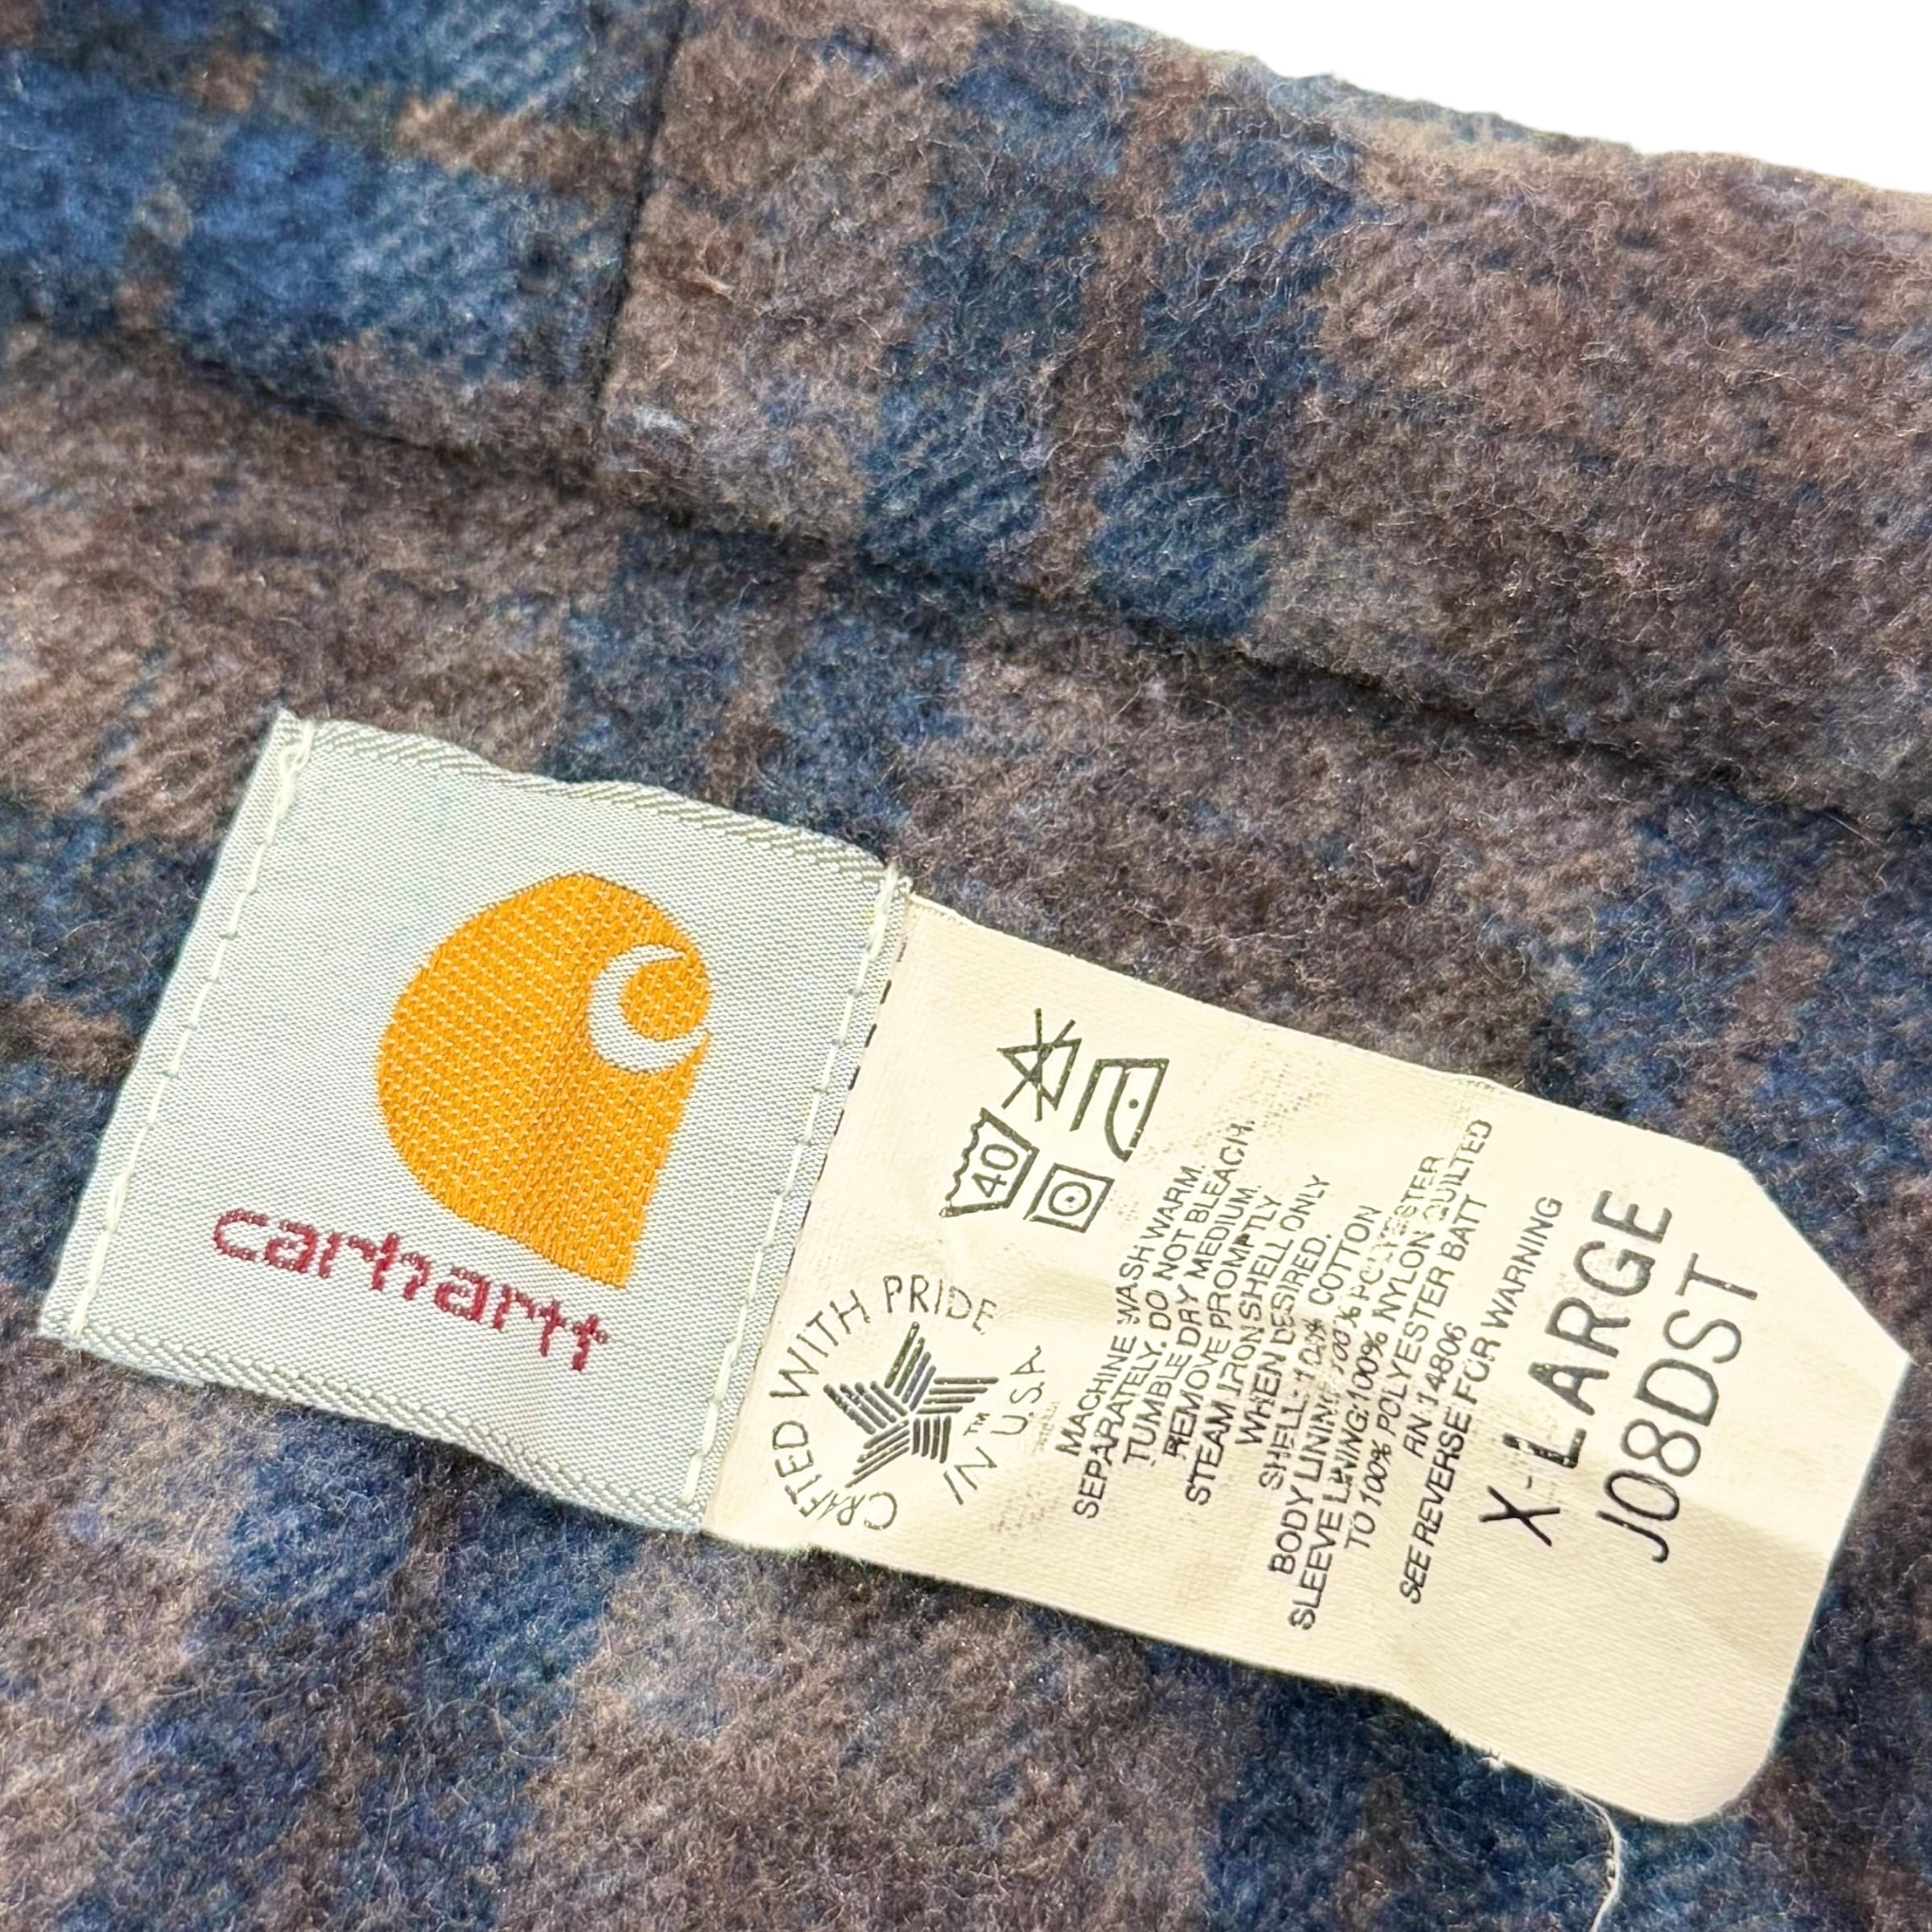 carhartt
40
CRAFTED WITH PRIDE
IN U.S.A.
™
MACHINE WASH WARM.
SEPARATELY. DO NOT BLEACH.
TUMBLE DRY MEDIUM.
REMOVE PROMPTLY
STEAM IRON SHELL ONLY
WHEN DESIRED.
SHELL-100% COTTON
BODY LINING 100% POLYESTER
SLEEVE LINING:100% NYLON QUILTED
TO 100% POLYESTER BATT
RN 14806
SEE REVERSE FOR WARNING
X-LARGE
J08DST